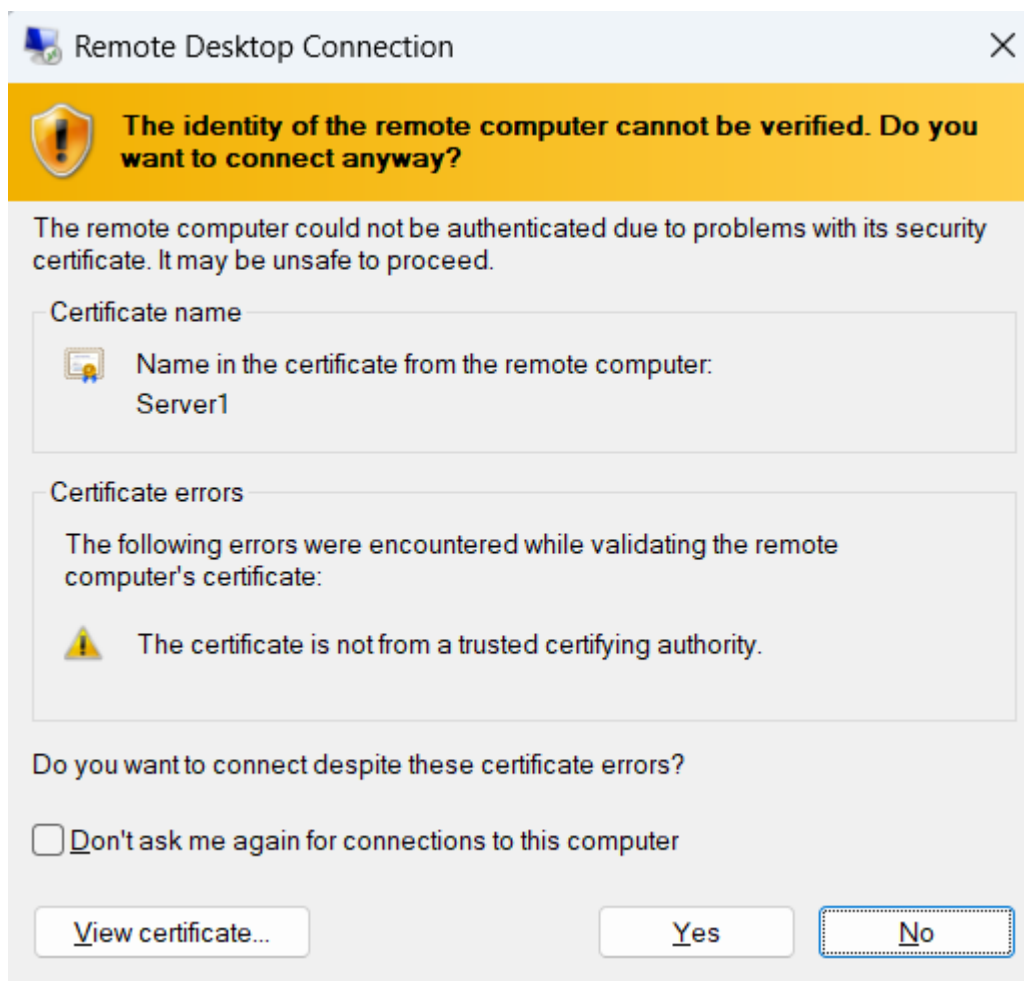 Remote Desktop Connection
The identity of the remote computer cannot be verified. Do you
want to connect anyway?
The remote computer could not be authenticated due to problems with its security
certificate. It may be unsafe to proceed.
Certificate name
Name in the certificate from the remote computer:
Server1
Certificate errors
The following errors were encountered while validating the remote
computer's certificate:
The certificate is not from a trusted certifying authority.
Do you want to connect despite these certificate errors?
Don't ask me again for connections to this computer
View certificate...
Yes
No